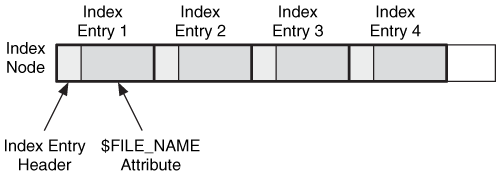 Index
Entry 1
Index
Entry 2
Index
Entry 3
Index
Entry 4
Index
Node
Index Entry
Header
$FILE_NAME
Attribute